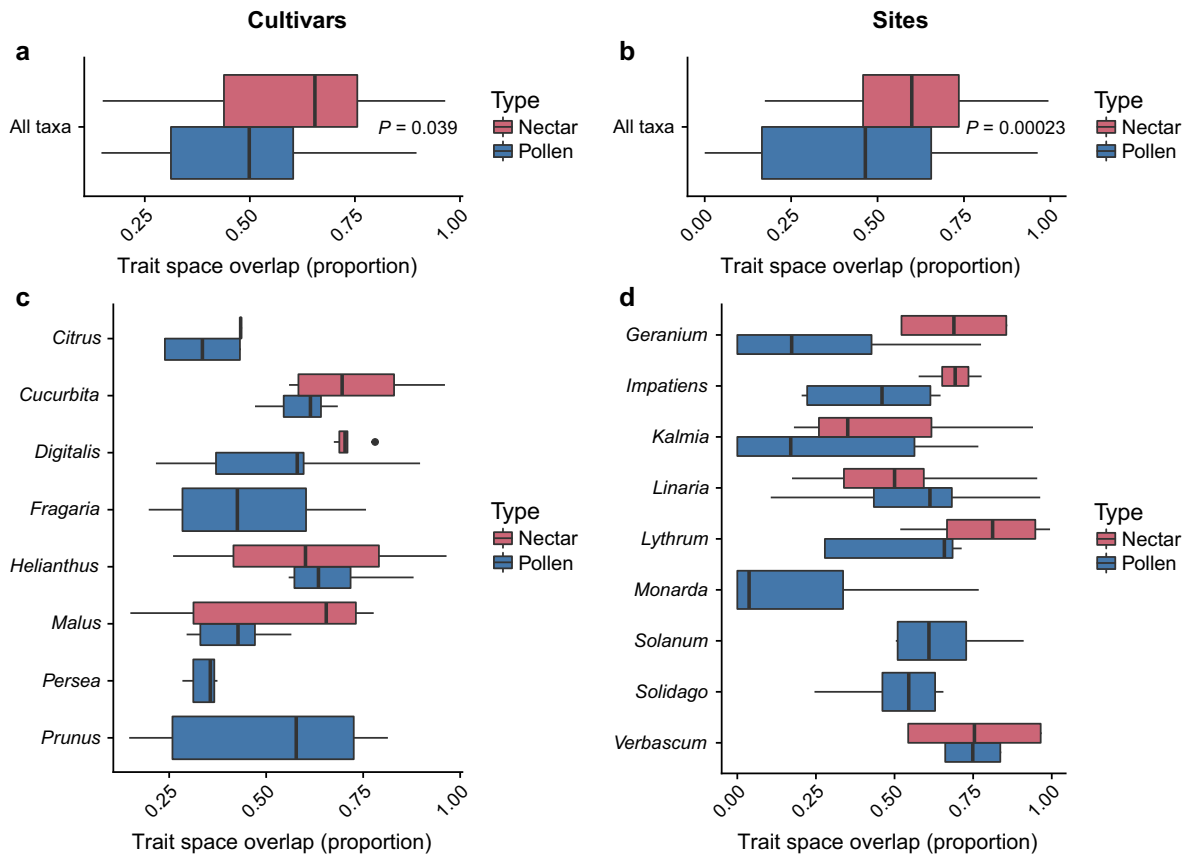 Cultivars
Sites
a
All taxa
P = 0.039
Type
Nectar
Pollen
0.25
0.50
0.75
1.00
Trait space overlap (proportion)
b
All taxa
P = 0.00023
Type
Nectar
Pollen
0.00
0.25
0.50
0.75
1.00
Trait space overlap (proportion)
c
Citrus
Cucurbita
Digitalis
Fragaria
Helianthus
Malus
Persea
Prunus
Type
Nectar
Pollen
0.25
0.50
0.75
1.00
Trait space overlap (proportion)
d
Geranium
Impatiens
Kalmia
Linaria
Lythrum
Monarda
Solanum
Solidago
Verbascum
Type
Nectar
Pollen
0.00
0.25
0.50
0.75
1.00
Trait space overlap (proportion)